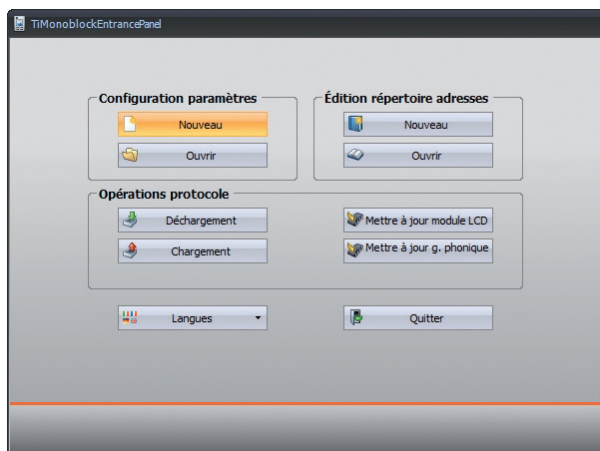 TiMonoblockEntrancePanel
Configuration paramètres
Nouveau
Ouvrir
Édition répertoire adresses
Nouveau
Ouvrir
Opérations protocole
Déchargement
Mettre à jour module LCD
Chargement
Mettre à jour g. phonique
Langues
Quitter